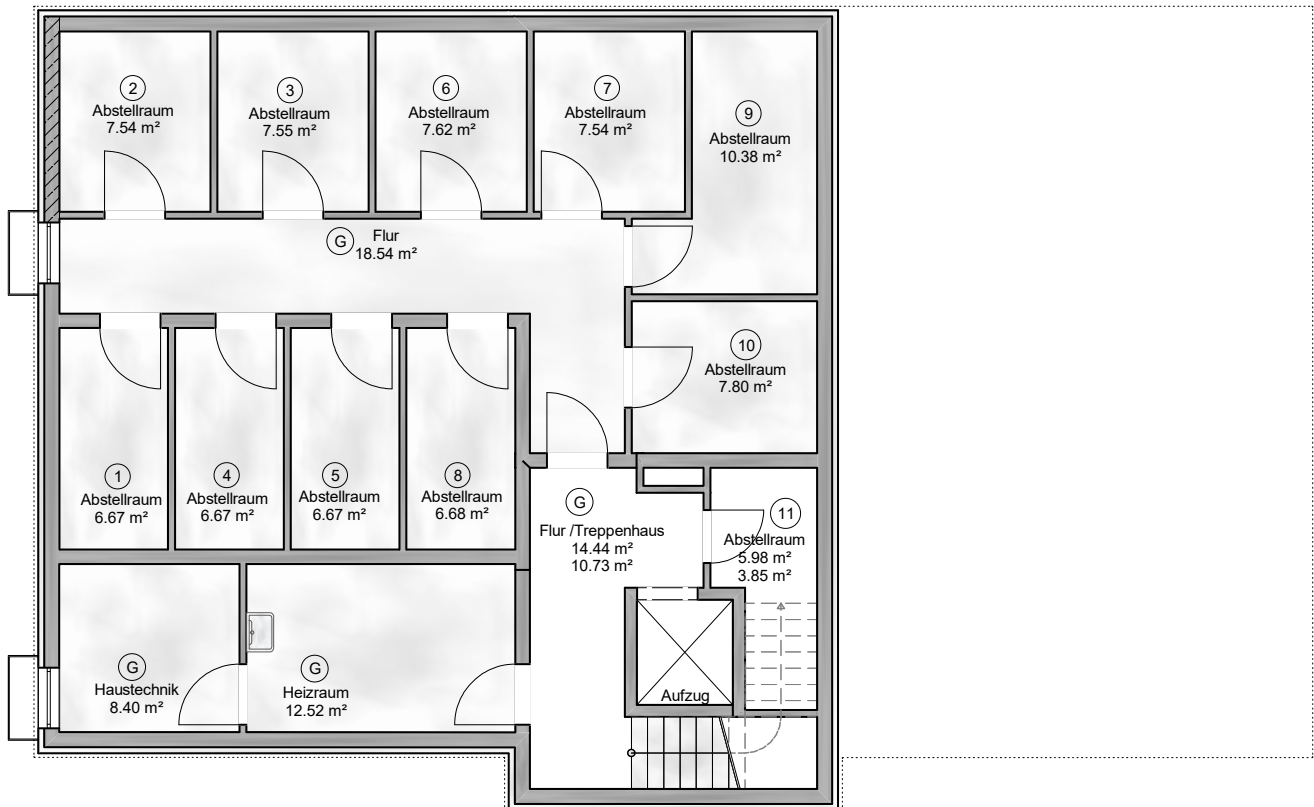 2
Abstellraum
7.54 m²
3
Abstellraum
7.55 m²
6
Abstellraum
7.62 m²
7
Abstellraum
7.54 m²
9
Abstellraum
10.38 m²
G
Flur
18.54 m²
10
Abstellraum
7.80 m²
1
Abstellraum
6.67 m²
4
Abstellraum
6.67 m²
5
Abstellraum
6.67 m²
8
Abstellraum
6.68 m²
G
Flur /Treppenhaus
14.44 m²
10.73 m²
11
Abstellraum
5.98 m²
3.85 m²
G
Haustechnik
8.40 m²
G
Heizraum
12.52 m²
Aufzug